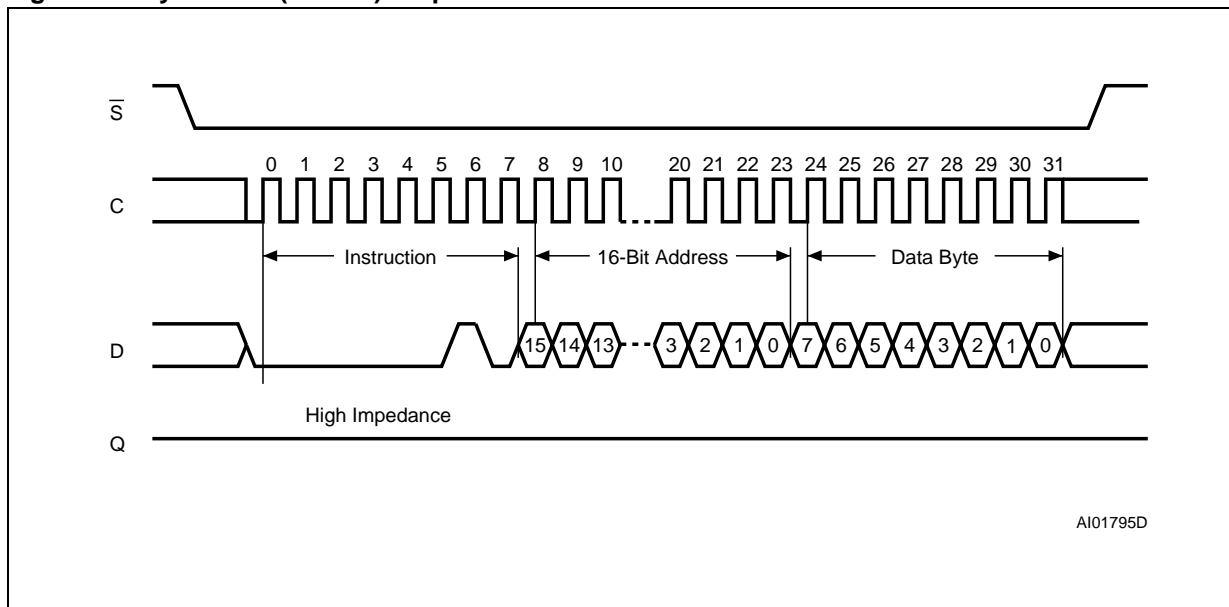 S
0 1 2 3 4 5 6 7 8 9 10 20 21 22 23 24 25 26 27 28 29 30 31
C
Instruction 16-Bit Address Data Byte
D 15 14 13 3 2 1 0 7 6 5 4 3 2 1 0
High Impedance
Q
AI01795D